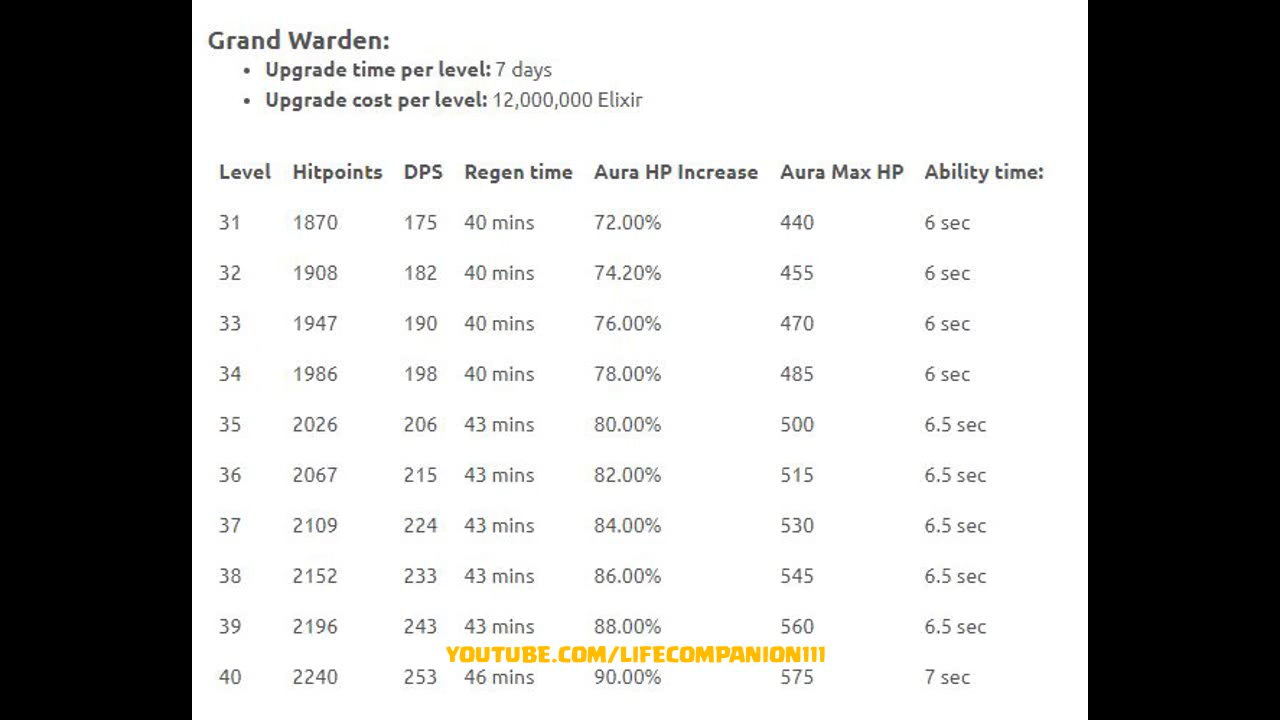 Grand Warden:
• Upgrade time per level: 7 days
• Upgrade cost per level: 12,000,000 Elixir
Level Hitpoints DPS Regen time Aura HP Increase Aura Max HP Ability time:
31 1870 175 40 mins 72.00% 440 6 sec
32 1908 182 40 mins 74.20% 455 6 sec
33 1947 190 40 mins 76.00% 470 6 sec
34 1986 198 40 mins 78.00% 485 6 sec
35 2026 206 43 mins 80.00% 500 6.5 sec
36 2067 215 43 mins 82.00% 515 6.5 sec
37 2109 224 43 mins 84.00% 530 6.5 sec
38 2152 233 43 mins 86.00% 545 6.5 sec
39 2196 243 43 mins 88.00% 560 6.5 sec
YOUTUBE.COM/LIFECOMPANION111
40 2240 253 46 mins 90.00% 575 7 sec